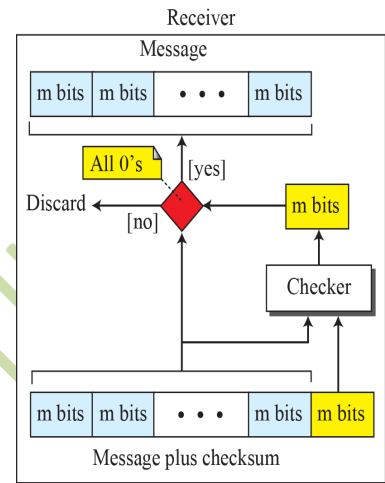 Receiver
Message
m bits m bits • • • m bits
All 0's
[yes]
Discard
[no]
m bits
Checker
m bits m bits • • • m bits m bits
Message plus checksum